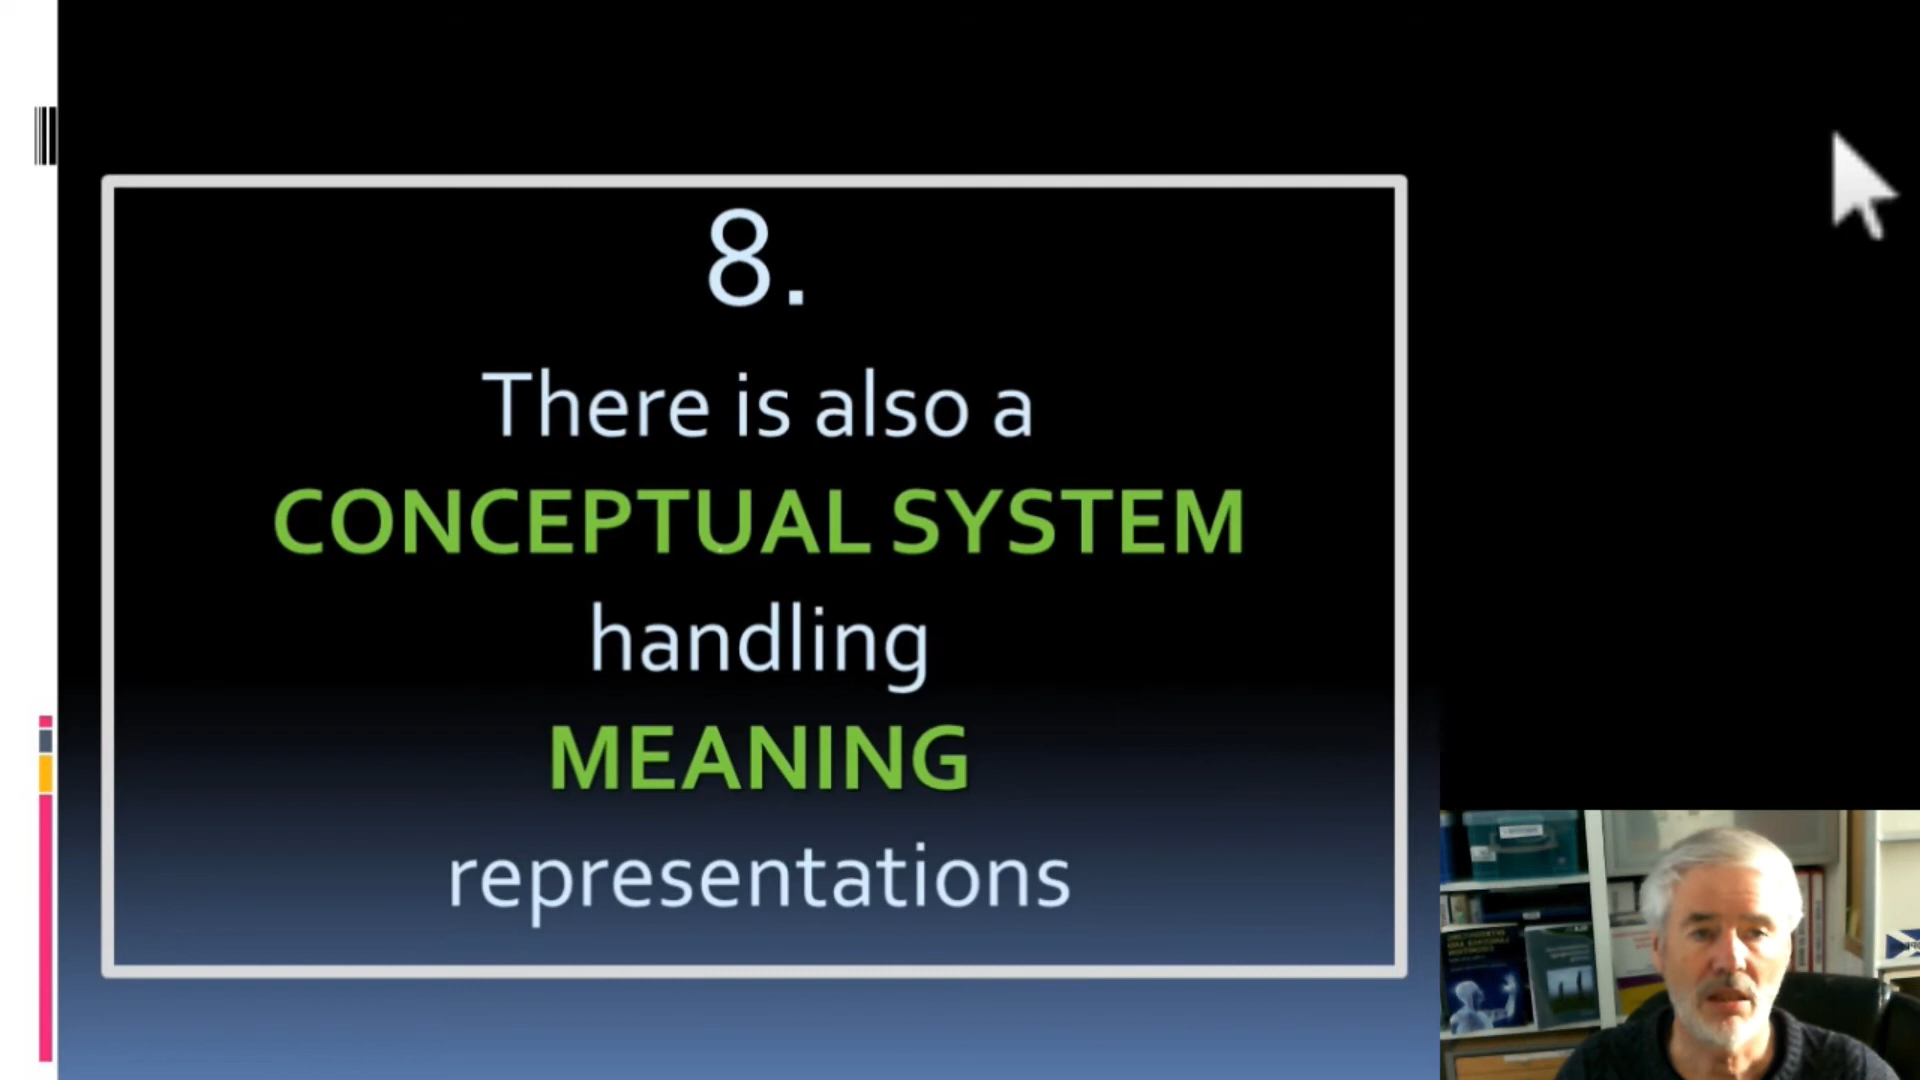 8.
There is also a
CONCEPTUAL SYSTEM
handling
MEANING
representations